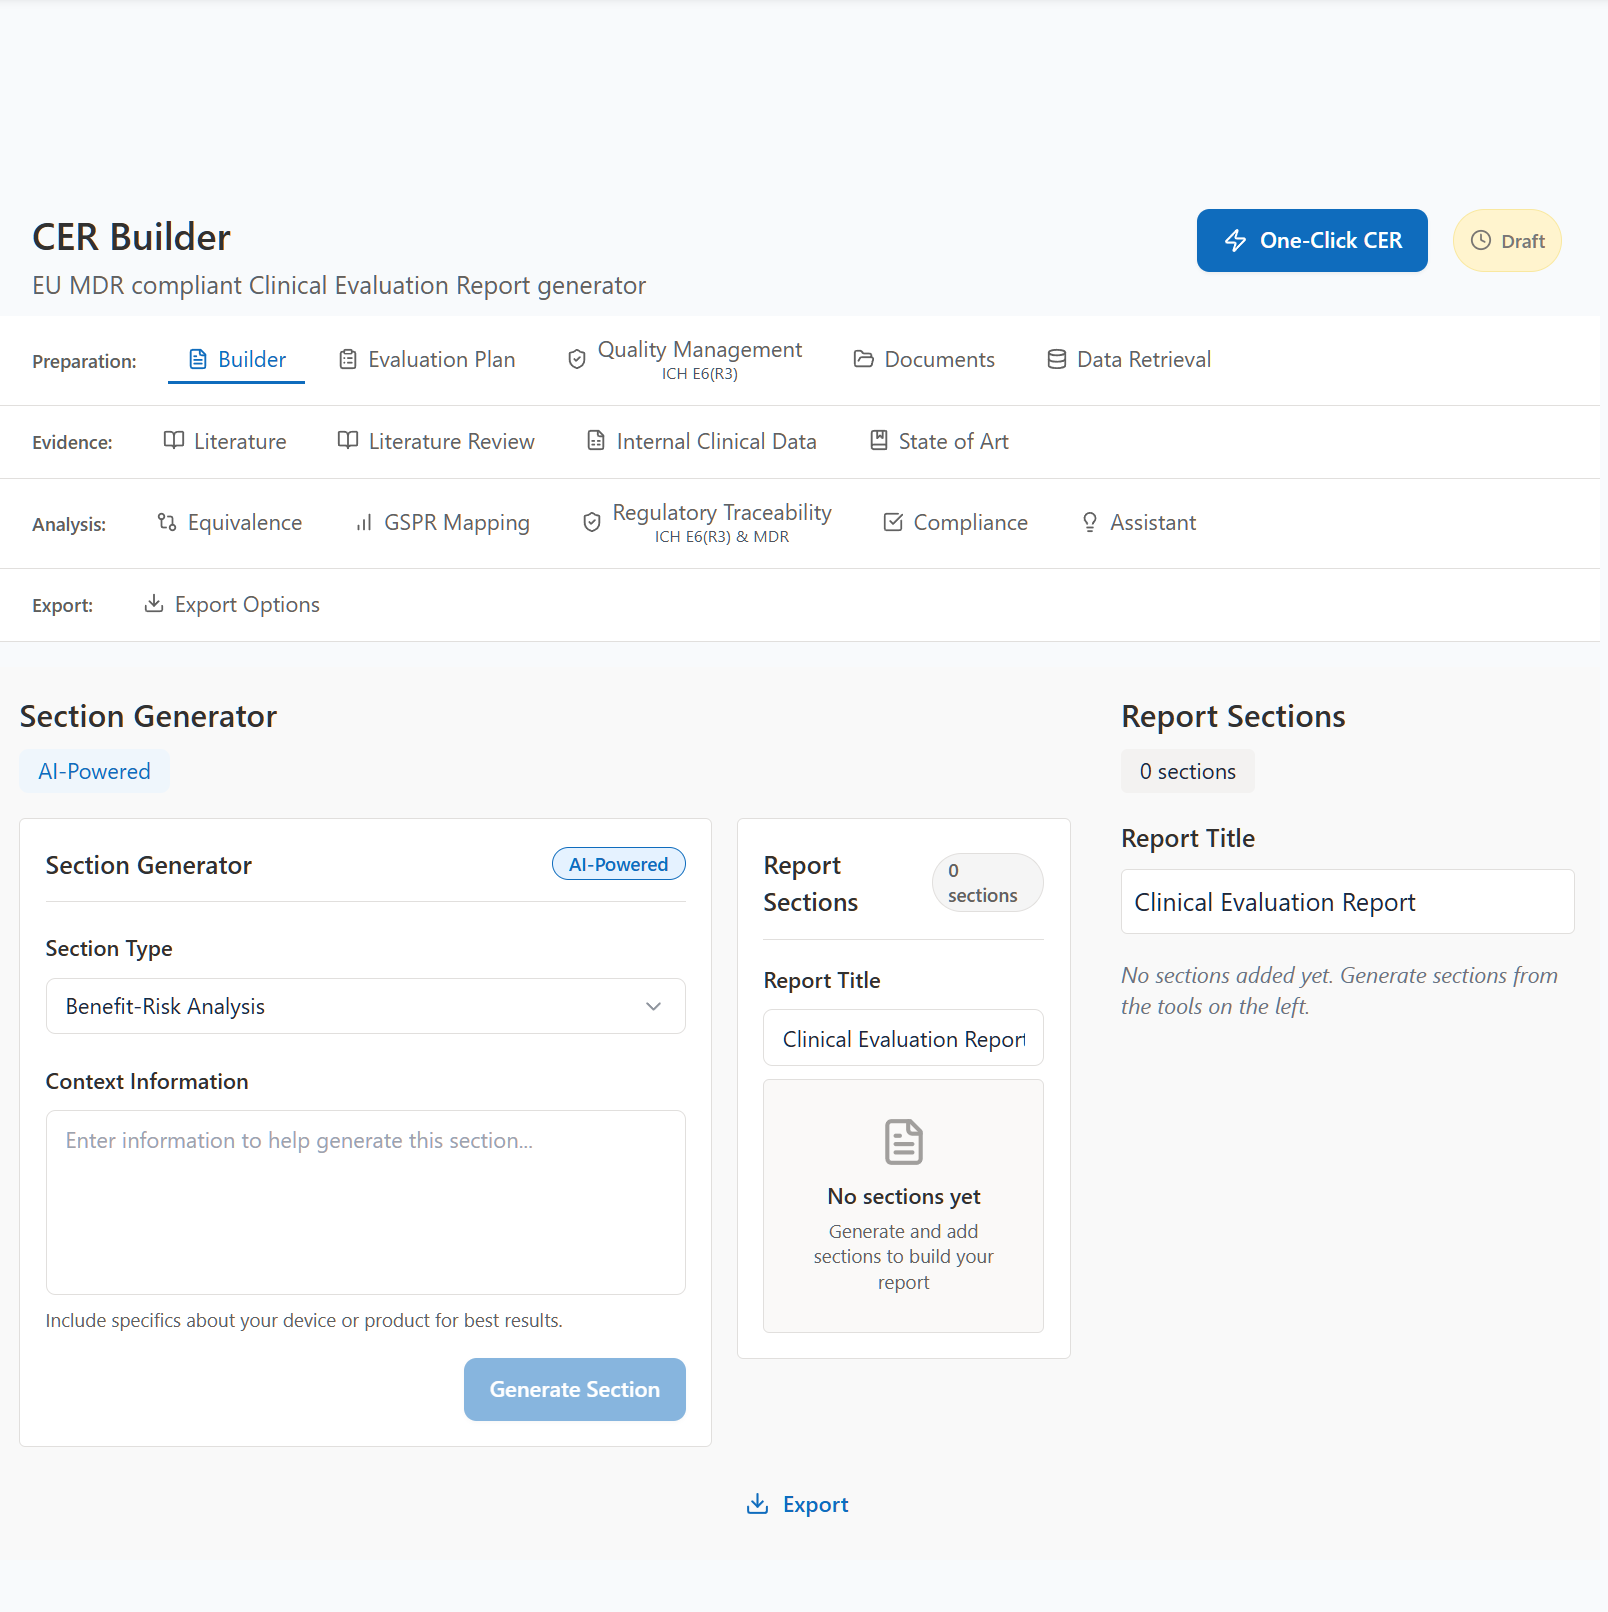 CER Builder
EU MDR compliant Clinical Evaluation Report generator
One-Click CER
Draft
Preparation:
Builder
Evaluation Plan
Quality Management
ICH E6(R3)
Documents
Data Retrieval
Evidence:
Literature
Literature Review
Internal Clinical Data
State of Art
Analysis:
Equivalence
GSPR Mapping
Regulatory Traceability
ICH E6(R3) & MDR
Compliance
Assistant
Export:
Export Options
Section Generator
AI-Powered
Section Generator
AI-Powered
Section Type
Benefit-Risk Analysis
Context Information
Enter information to help generate this section...
Include specifics about your device or product for best results.
Generate Section
Report
Sections
0
sections
Report Title
Clinical Evaluation Report
No sections yet
Generate and add
sections to build your
report
Export
Report Sections
0 sections
Report Title
Clinical Evaluation Report
No sections added yet. Generate sections from
the tools on the left.